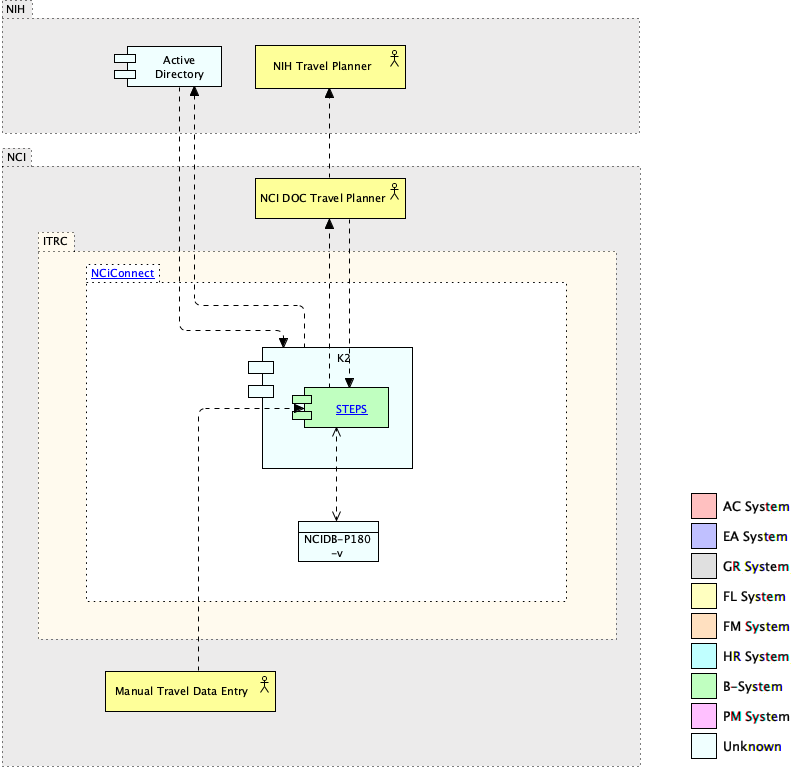 NIH
Active
Directory
NIH Travel Planner
NCI
NCI DOC Travel Planner
ITRC
NCiConnect
K2
STEPS
NCIDB-P180
-v
Manual Travel Data Entry
AC System
EA System
GR System
FL System
FM System
HR System
B-System
PM System
Unknown